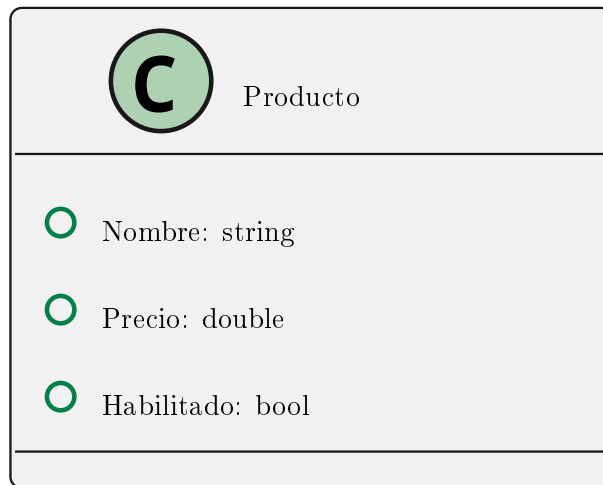 C Producto
Nombre: string
Precio: double
Habilitado: bool